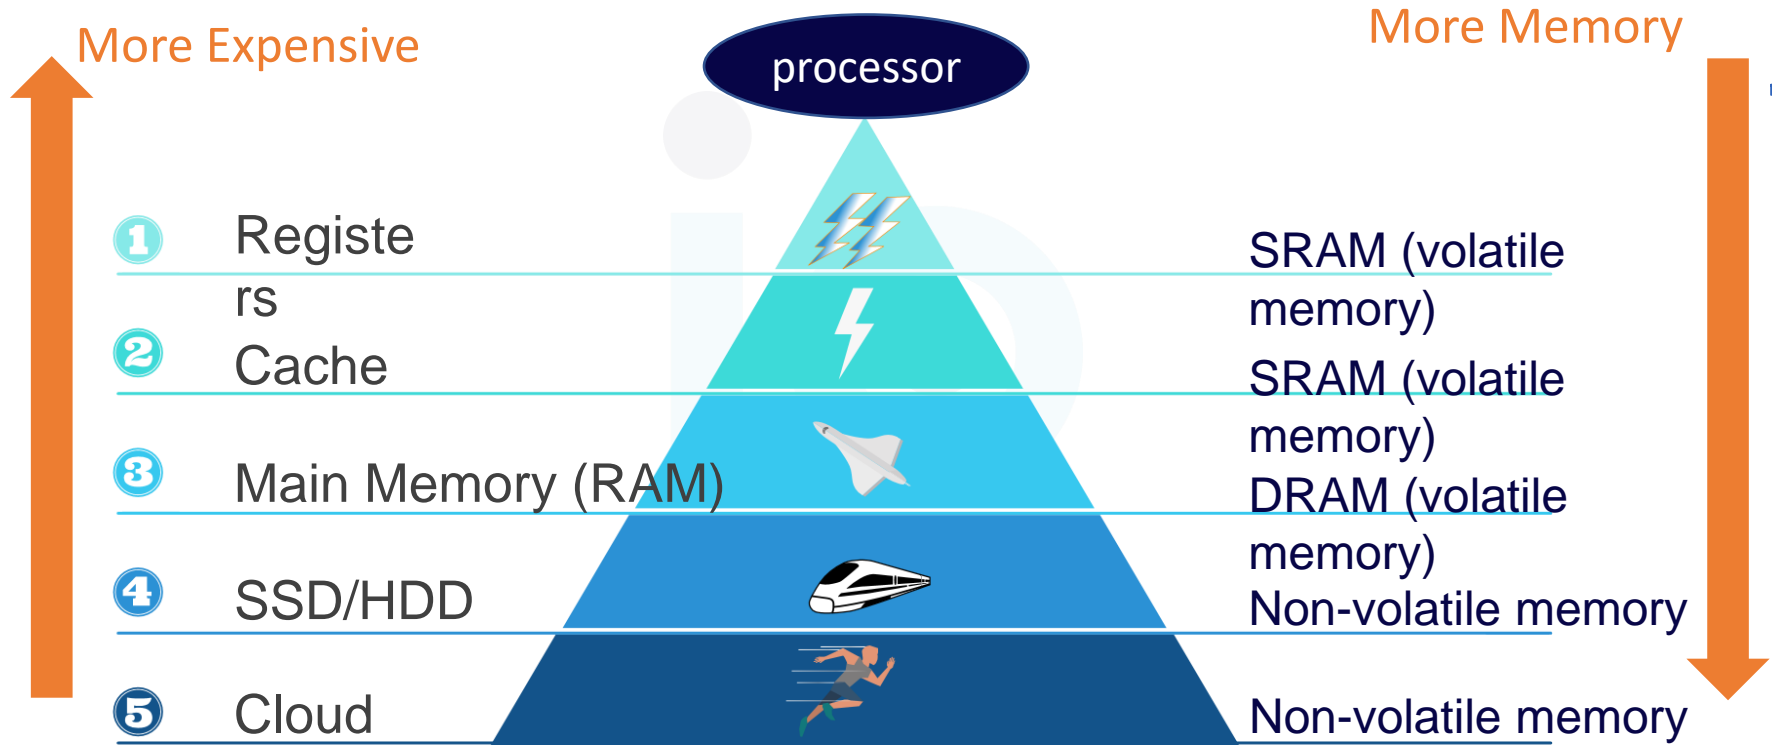 More Expensive
More Memory
processor
1
Registe
rs
SRAM (volatile
memory)
2
Cache
SRAM (volatile
memory)
3
Main Memory (RAM)
DRAM (volatile
memory)
4
SSD/HDD
Non-volatile memory
5
Cloud
Non-volatile memory